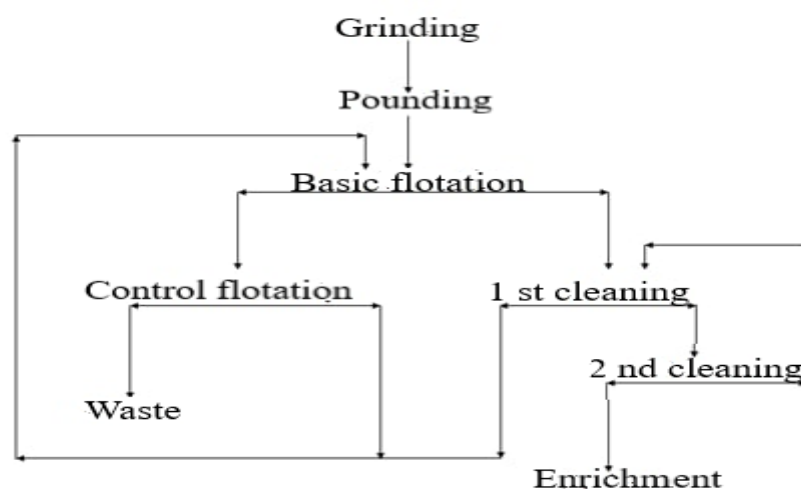 Grinding
Pounding
Basic flotation
Control flotation
1 st cleaning
2 nd cleaning
Waste
Enrichment